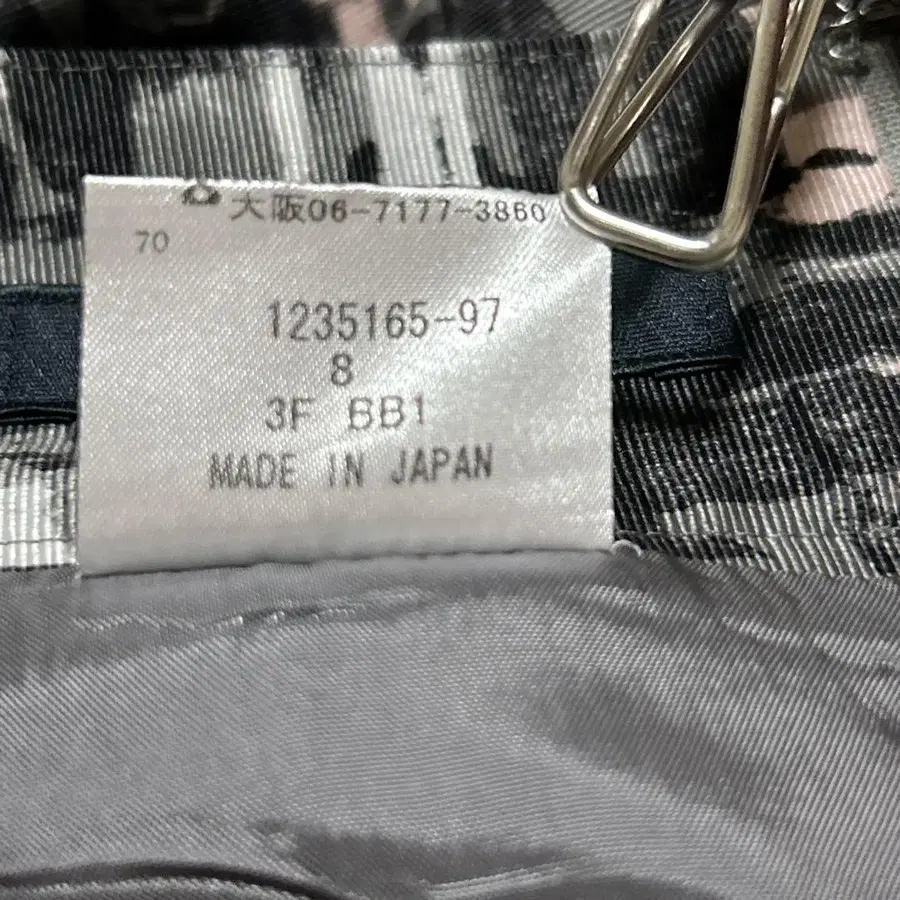 大阪06-7177-3860
70
1235165-97
8
3F BB1
MADE IN JAPAN